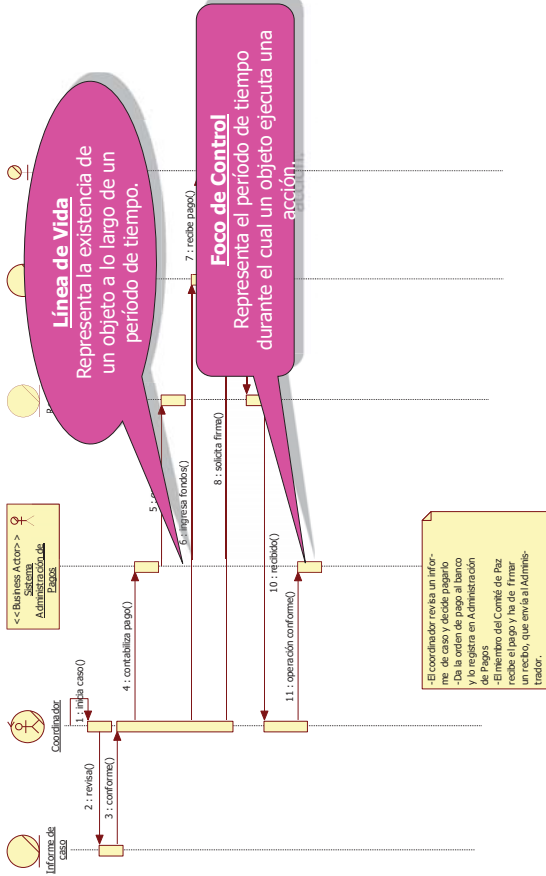 Informe de
caso
Coordinador
<<Business Actor>>
Sistema
Administración de
Pagos
1 : inicia caso()
2 : revisa()
3 : conforme()
4 : contabiliza pago()
5 :
6 : ingresa fondos()
7 : recibe pago()
8 : solicita firma()
10 : recibido()
11 : operación conforme()
Línea de Vida
Representa la existencia de
un objeto a lo largo de un
período de tiempo.
Foco de Control
Representa el período de tiempo
durante el cual un objeto ejecuta una
acción.
-El coordinador revisa un infor-
me de caso y decide pagarlo
-Da la orden de pago al banco
y lo registra en Administración
de Pagos
-El miembro del Comité de Paz
recibe el pago y ha de firmar
un recibo, que envía al Adminis-
trador.